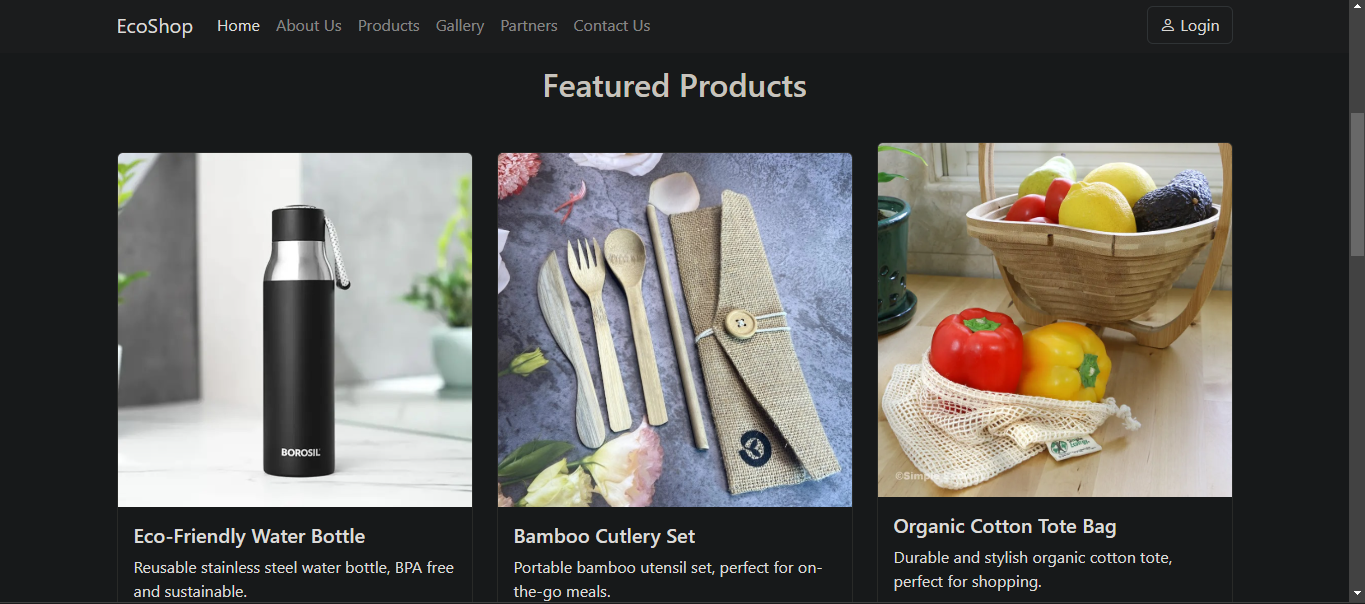 EcoShop Home About Us Products Gallery Partners Contact Us Login
Featured Products
BOROSIL
Eco-Friendly Water Bottle
Reusable stainless steel water bottle, BPA free
and sustainable.
Bamboo Cutlery Set
Portable bamboo utensil set, perfect for on-
the-go meals.
©Simple
Organic Cotton Tote Bag
Durable and stylish organic cotton tote,
perfect for shopping.